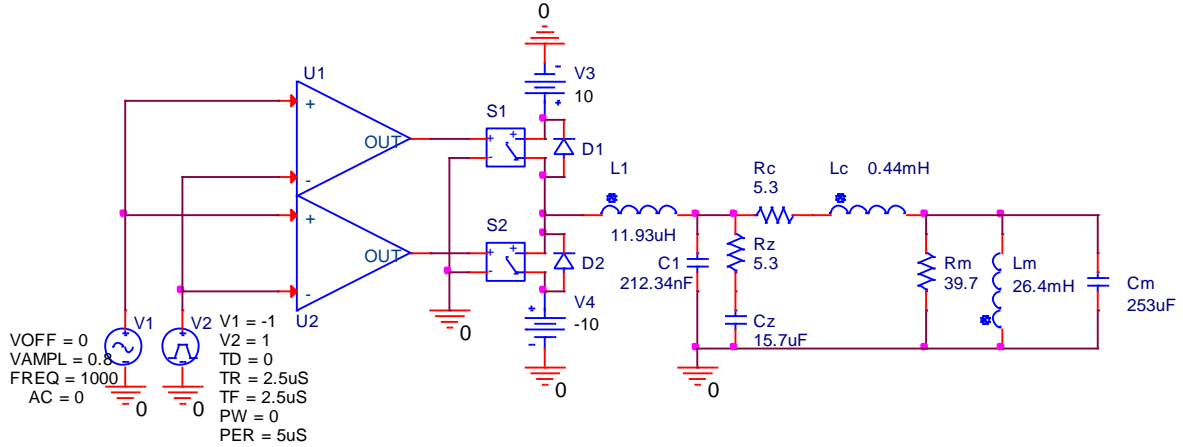 0
V3
10
-
+
U1
+
-
OUT
S1
+
-
+
-
D1
L1
11.93uH
Rc
5.3
Lc 0.44mH
+
-
OUT
U2
S2
+
-
+
-
D2
V4
-10
+
-
0
0
C1
212.34nF
Rz
5.3
Cz
15.7uF
Rm
39.7
Lm
26.4mH
Cm
253uF
0
V1
VOFF = 0
VAMPL = 0.8
FREQ = 1000
AC = 0
+
-
0
V2
V1 = -1
V2 = 1
TD = 0
TR = 2.5uS
TF = 2.5uS
PW = 0
PER = 5uS
+
-
0